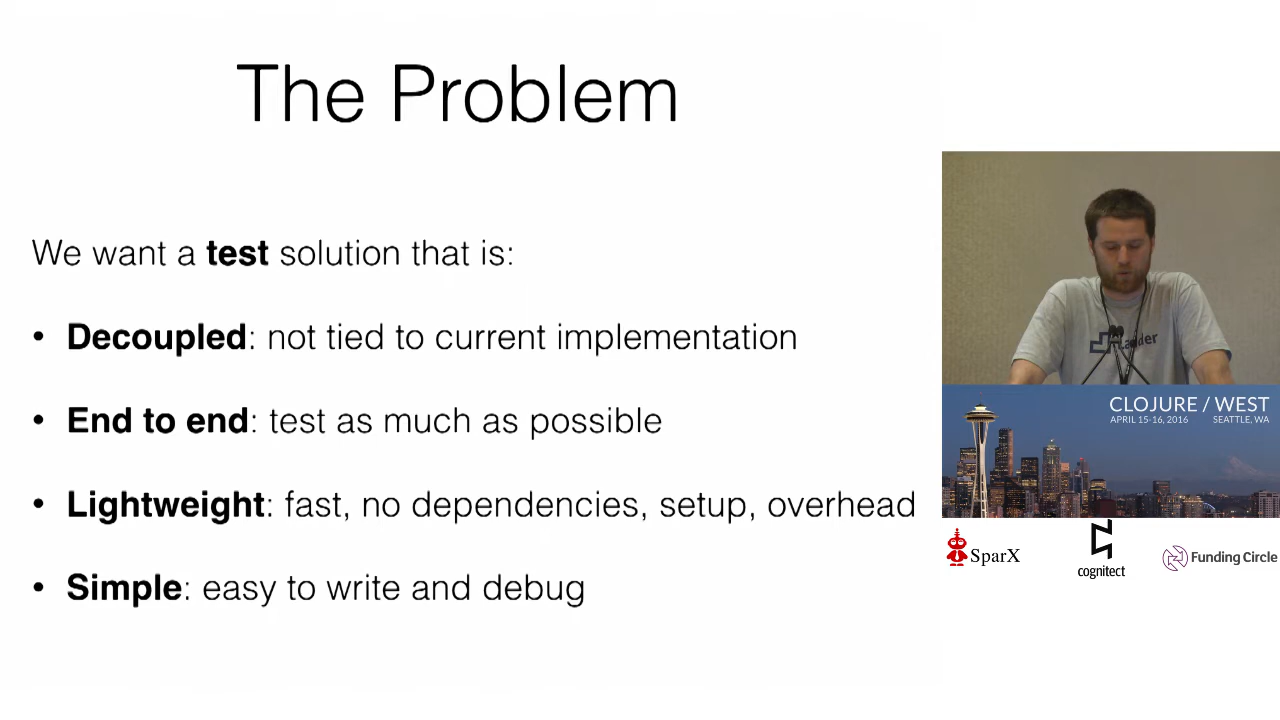 The Problem
We want a test solution that is:
• Decoupled: not tied to current implementation
• End to end: test as much as possible
• Lightweight: fast, no dependencies, setup, overhead
• Simple: easy to write and debug
Ladder
CLOJURE / WEST
APRIL 15-16, 2016 SEATTLE, WA
SparX
cognitect
Funding Circle